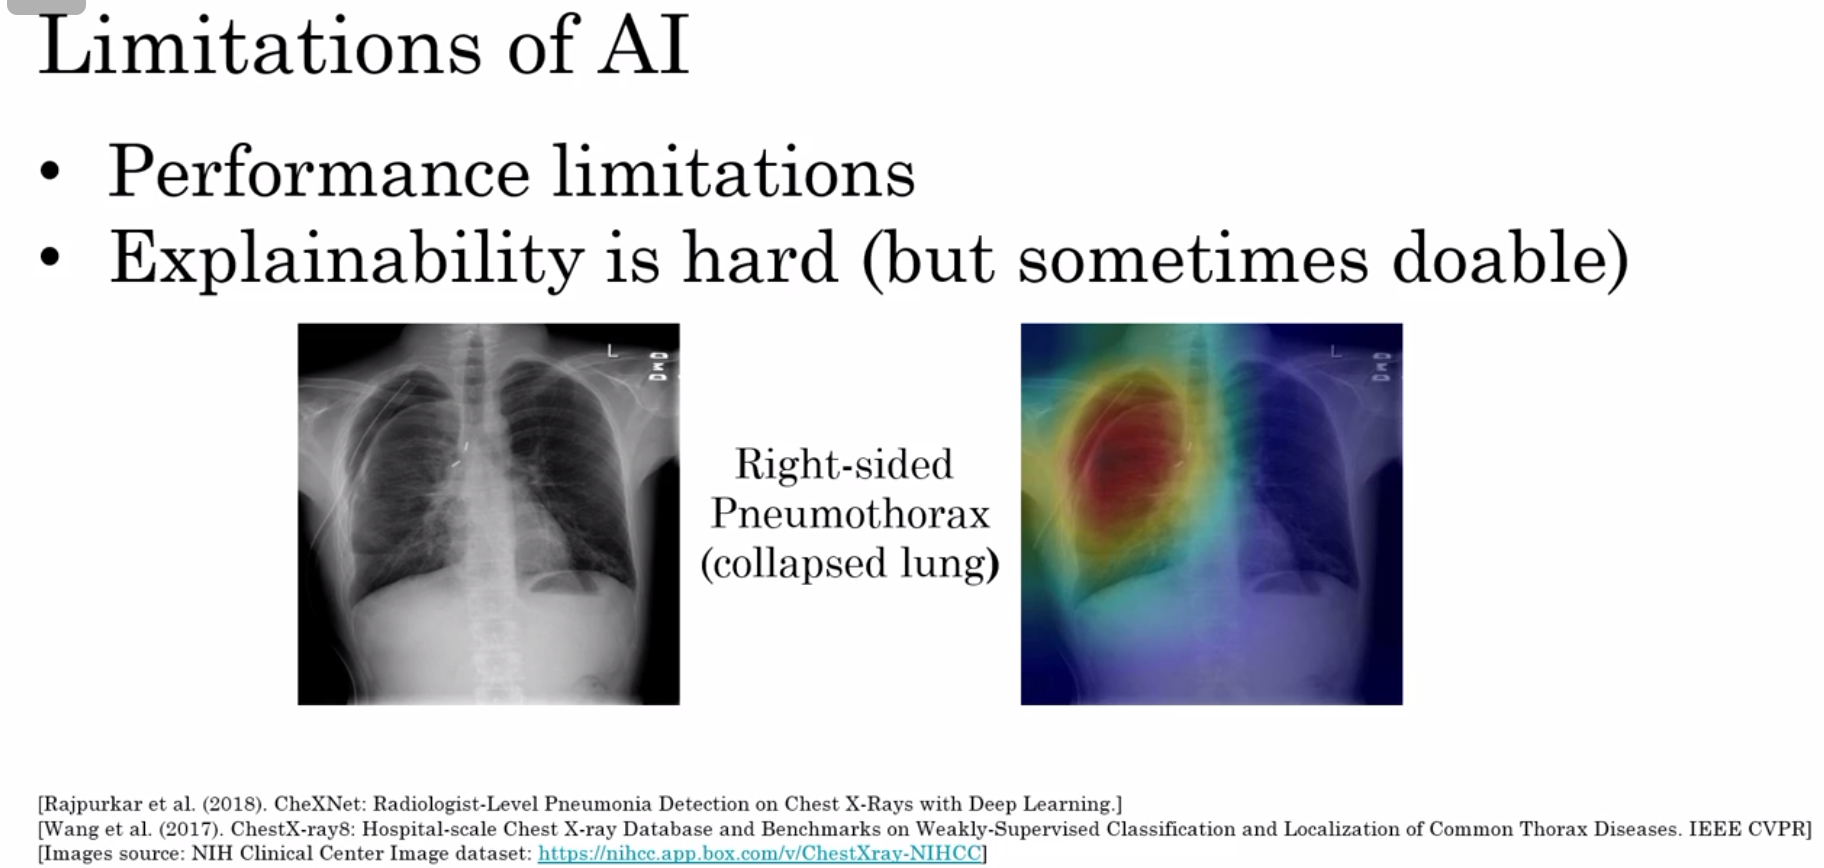 Limitations of AI
• Performance limitations
• Explainability is hard (but sometimes doable)
L
L
Right-sided
Pneumothorax
(collapsed lung)
[Rajpurkar et al. (2018). CheXNet: Radiologist-Level Pneumonia Detection on Chest X-Rays with Deep Learning.]
[Wang et al. (2017). ChestX-ray8: Hospital-scale Chest X-ray Database and Benchmarks on Weakly-Supervised Classification and Localization of Common Thorax Diseases. IEEE CVPR]
[Images source: NIH Clinical Center Image dataset: https://nihcc.app.box.com/v/ChestXray-NIHCC]